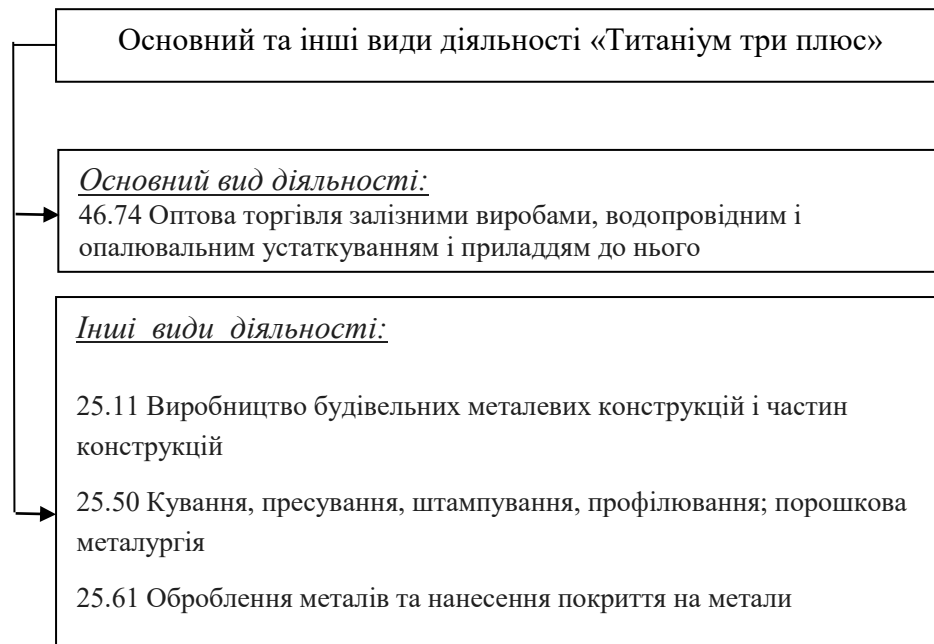 Основний та інші види діяльності «Титаніум три плюс»
Основний вид діяльності:
46.74 Оптова торгівля залізними виробами, водопровідним і
опалювальним устаткуванням і приладдям до нього
Інші види діяльності:
25.11 Виробництво будівельних металевих конструкцій і частин
конструкцій
25.50 Кування, пресування, штампування, профілювання; порошкова
металургія
25.61 Оброблення металів та нанесення покриття на метали